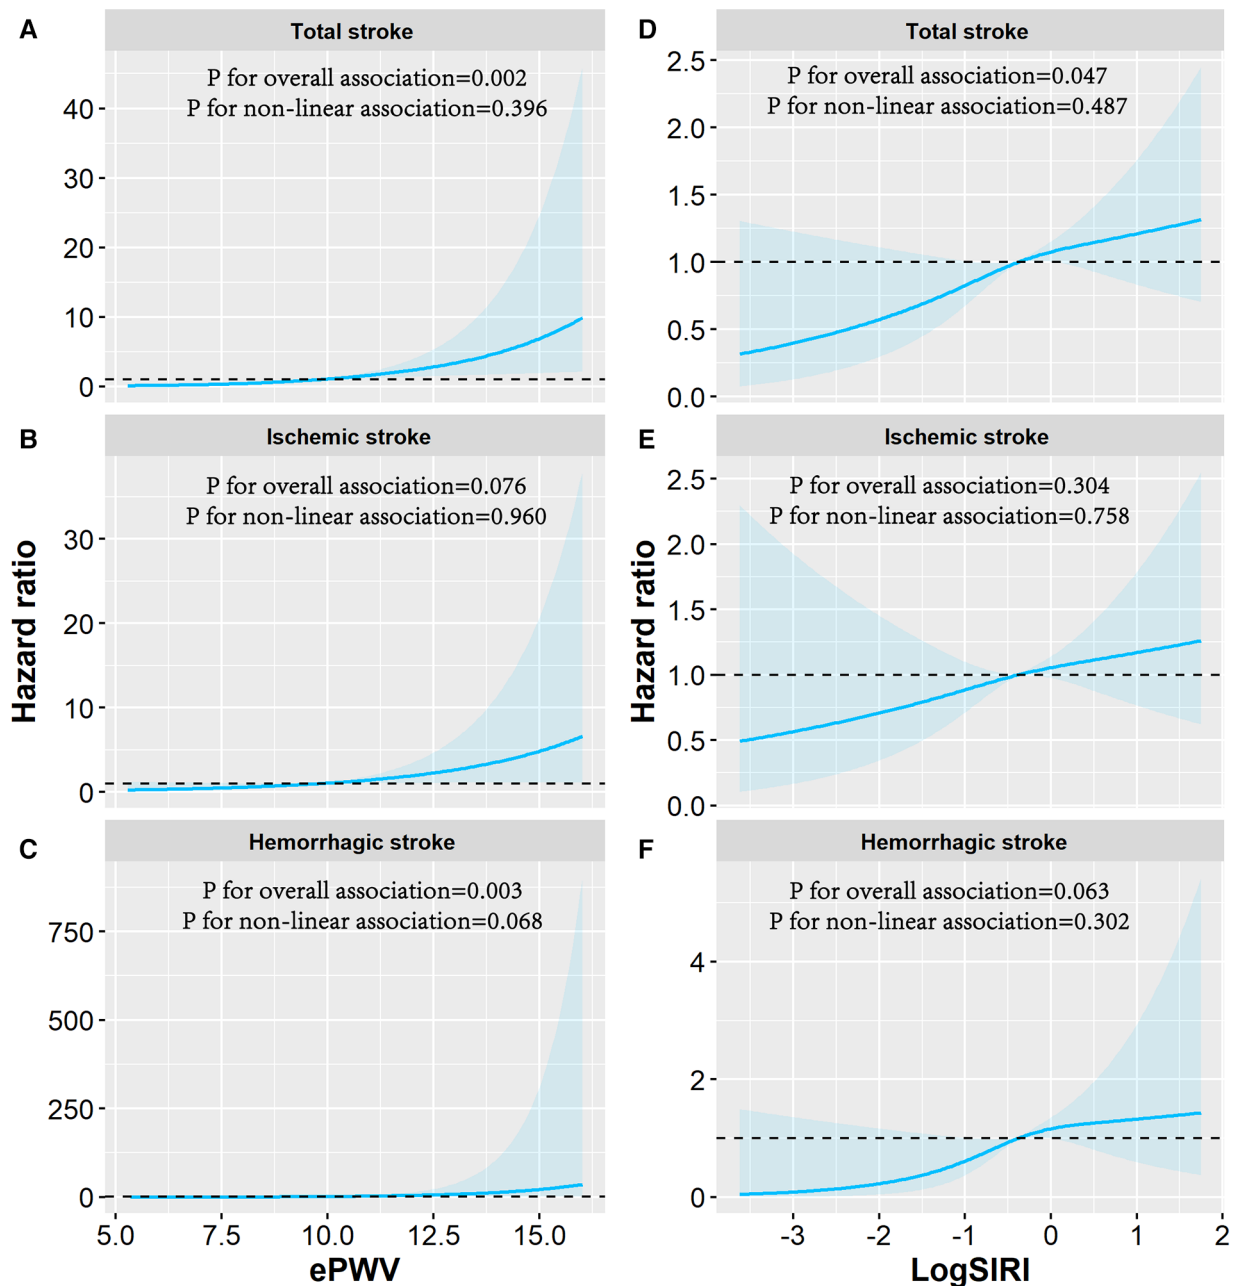 A
Total stroke
P for overall association=0.002
P for non-linear association=0.396
40
30
20
10
0
B
Ischemic stroke
P for overall association=0.076
P for non-linear association=0.960
30
20
10
0
Hazard ratio
C
Hemorrhagic stroke
P for overall association=0.003
P for non-linear association=0.068
750
500
250
0
5.0 7.5 10.0 12.5 15.0
ePWV
D
Total stroke
P for overall association=0.047
P for non-linear association=0.487
2.5
2.0
1.5
1.0
0.5
0.0
E
Ischemic stroke
P for overall association=0.304
P for non-linear association=0.758
2.5
2.0
1.5
1.0
0.5
0.0
Hazard ratio
F
Hemorrhagic stroke
P for overall association=0.063
P for non-linear association=0.302
4
2
0
-3 -2 -1 0 1 2
LogSIRI